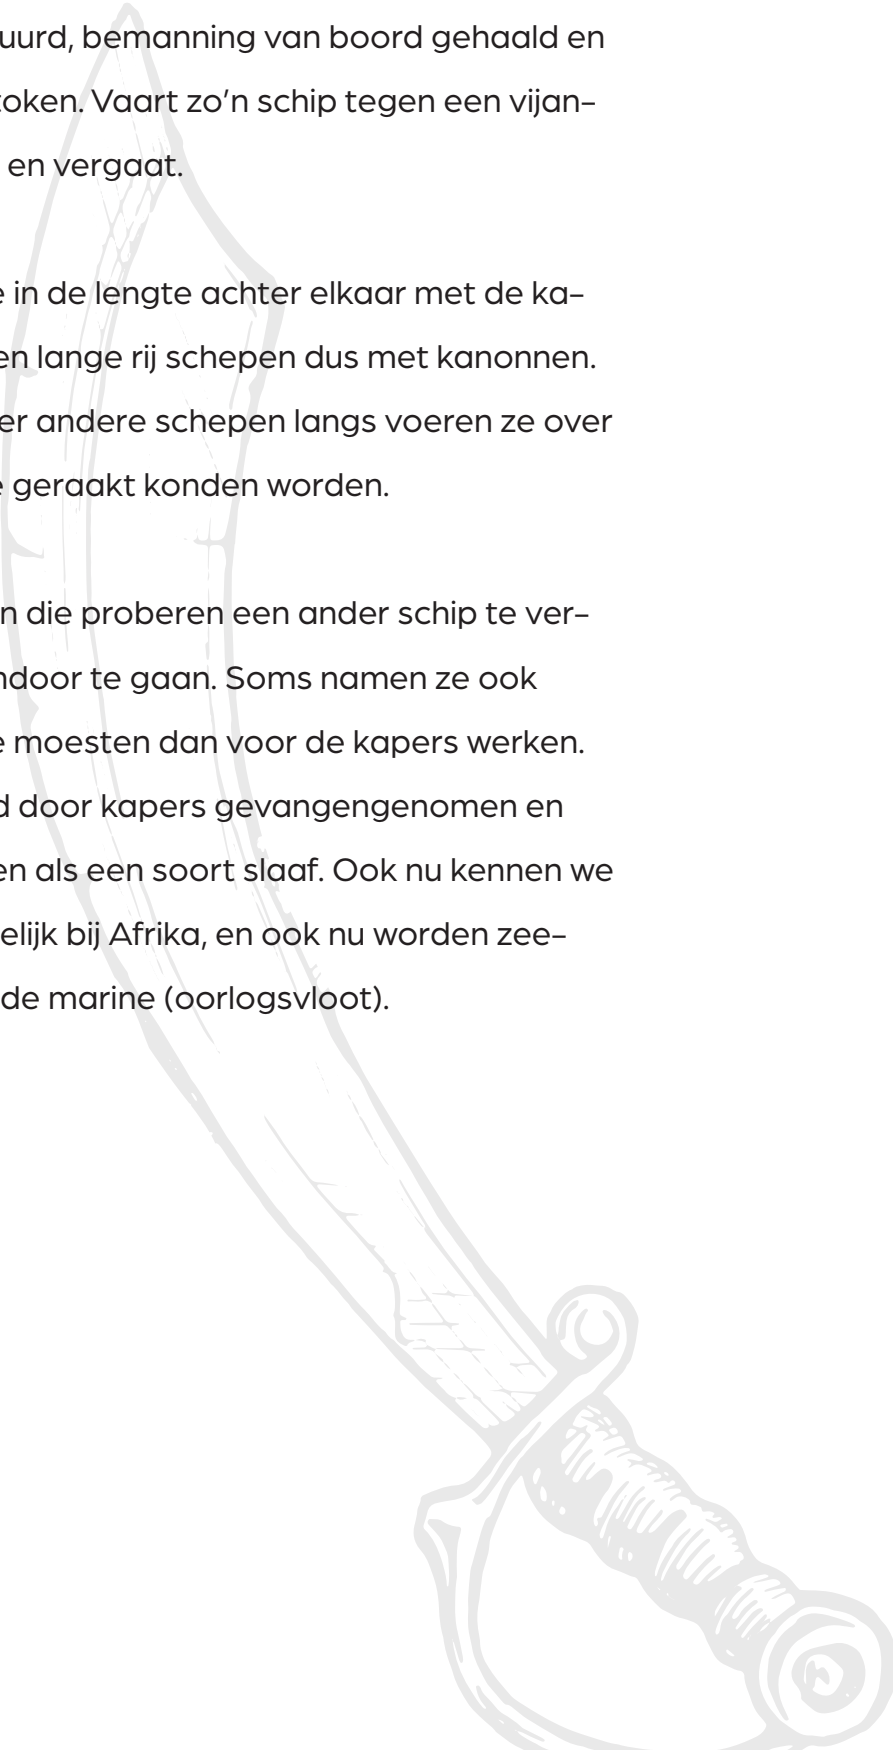 uurd, bemanning van boord gehaald en
token. Vaart zo'n schip tegen een vijan-
en vergaat.
e in de lengte achter elkaar met de ka-
en lange rij schepen dus met kanonnen.
er andere schepen langs voeren ze over
e geraakt konden worden.
n die proberen een ander schip te ver-
ndoor te gaan. Soms namen ze ook
e moesten dan voor de kapers werken.
d door kapers gevangengenomen en
en als een soort slaaf. Ook nu kennen we
elijk bij Afrika, en ook nu worden zee-
de marine (oorlogsvloot).